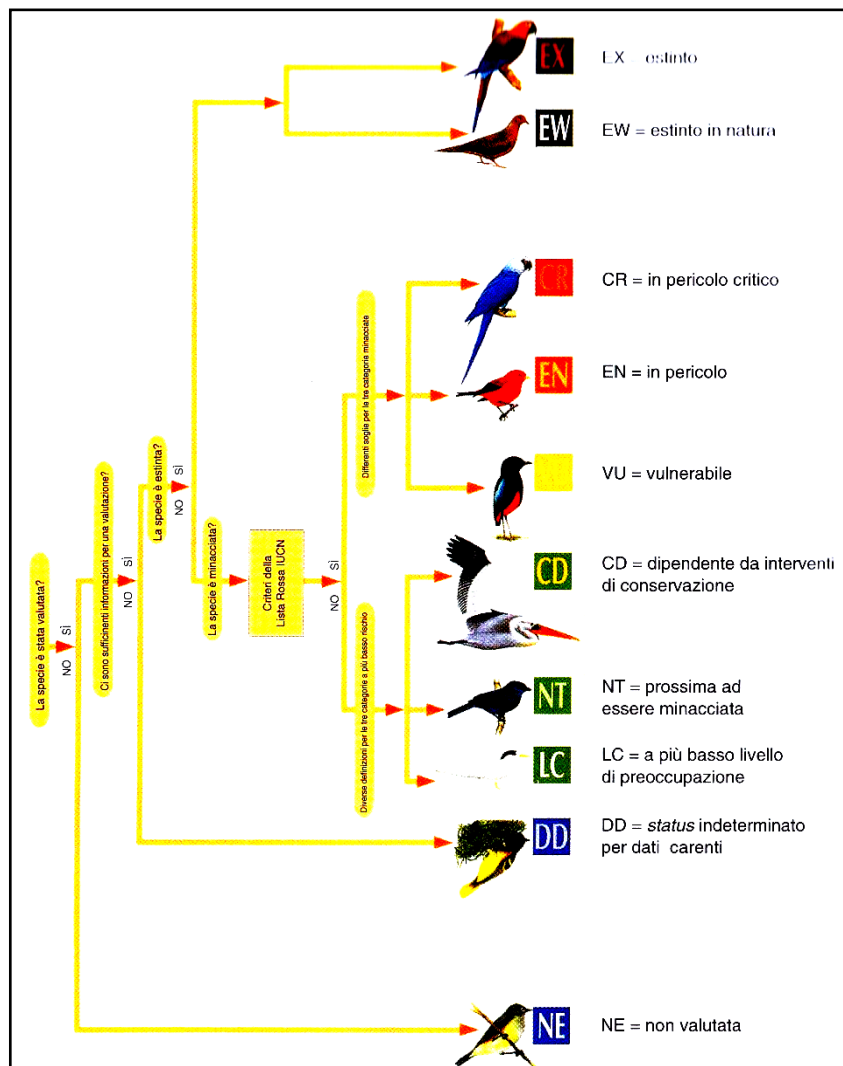 EX
EX = estinto
EW
EW = estinto in natura
CR
CR = in pericolo critico
EN
EN = in pericolo
VU = vulnerabile
CD
CD = dipendente da interventi
di conservazione
NT
NT = prossima ad
essere minacciata
LC
LC = a più basso livello
di preoccupazione
DD
DD = status indeterminato
per dati carenti
NE
NE = non valutata
La specie è stata valutata?
NO
SÌ
Ci sono sufficinenti informazioni per una valutazione?
NO
SÌ
La specie è estinta?
NO
SÌ
La specie è minacciata?
Criteri della
Lista Rossa IUCN
NO
SÌ
Differenti soglie per le tre categorie minacciate
Diverse definizioni per le tre categorie a più basso rischio